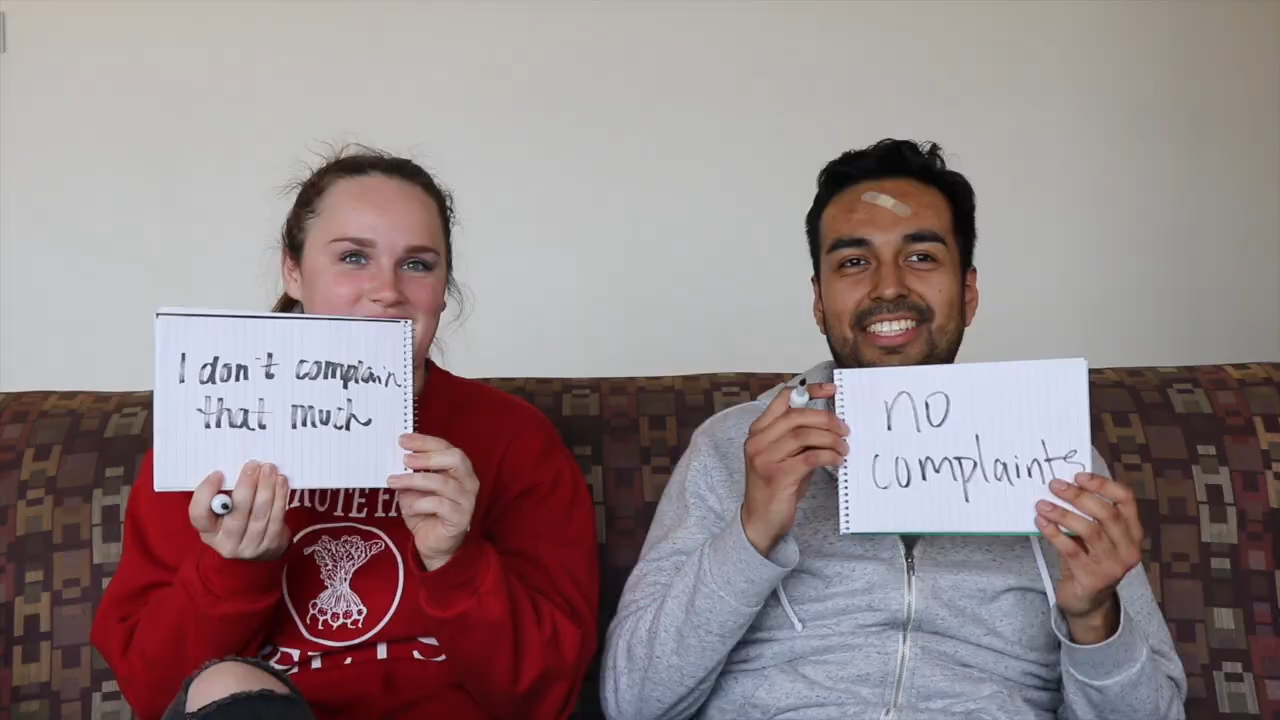 I don't complain
that much
no
complaints